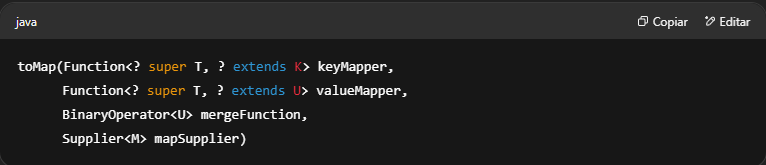 java
Copiar
Editar
toMap(Function<? super T, ? extends K> keyMapper,
Function<? super T, ? extends U> valueMapper,
BinaryOperator<U> mergeFunction,
Supplier<M> mapSupplier)